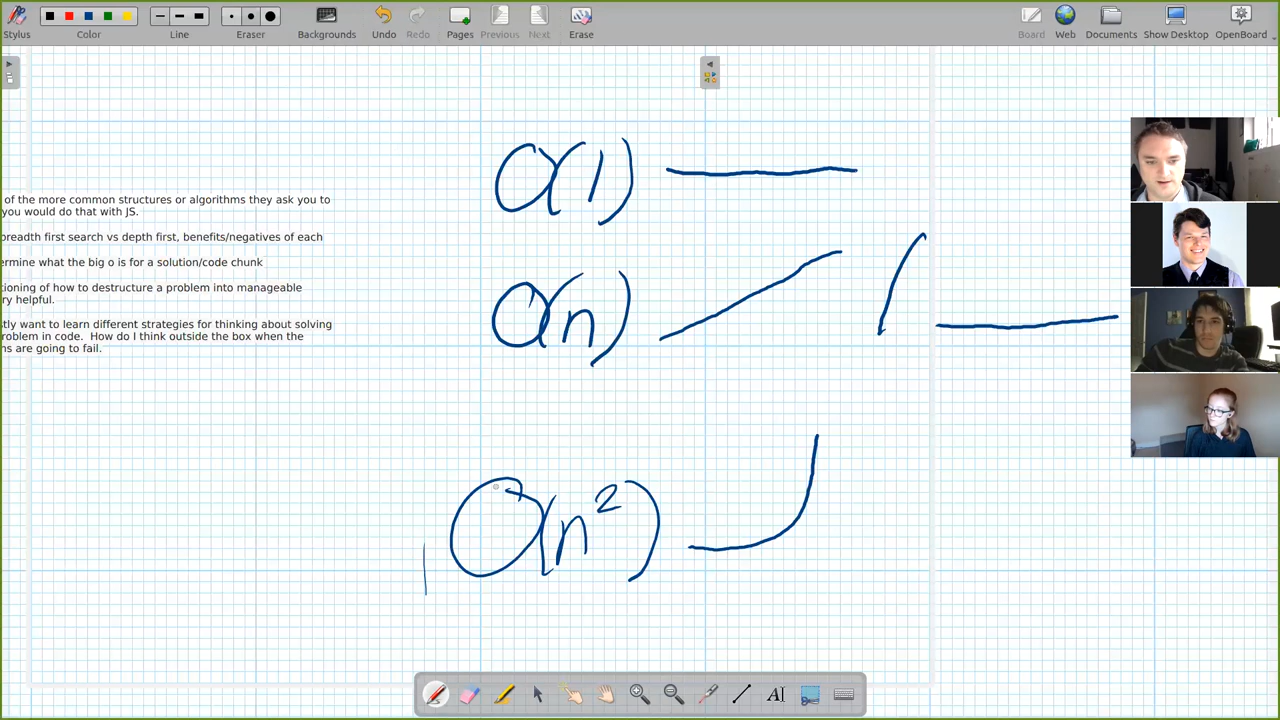 Stylus
Color
Line
Eraser
Backgrounds
Undo
Redo
Pages
Previous
Next
Erase
Board
Web
Documents
Show Desktop
OpenBoard
of the more common structures or algorithms they ask you to
you would do that with JS.
breadth first search vs depth first, benefits/negatives of each
ermine what the big o is for a solution/code chunk
tioning of how to destructure a problem into manageable
ry helpful.
tly want to learn different strategies for thinking about solving
roblem in code. How do I think outside the box when the
ns are going to fail.
O(1)
O(n)
O(n²)
AI